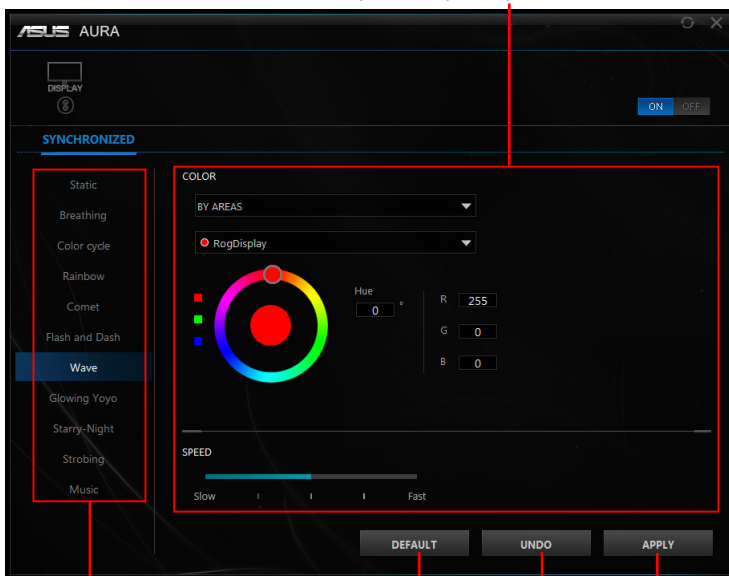 ASUS AURA
DISPLAY
ON OFF
SYNCHRONIZED
Static
Breathing
Color cycle
Rainbow
Comet
Flash and Dash
Wave
Glowing Yoyo
Starry-Night
Strobing
Music
COLOR
BY AREAS
RogDisplay
Hue
0 °
R 255
G 0
B 0
SPEED
Slow Fast
DEFAULT UNDO APPLY